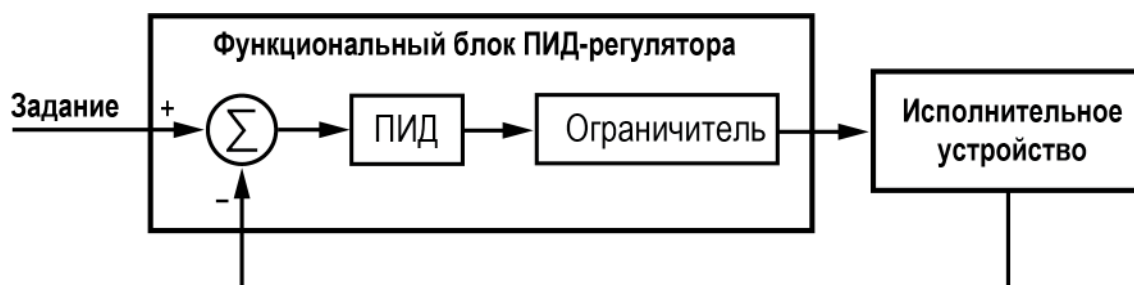 Функциональный блок ПИД-регулятора
Задание
+
Σ
ПИД
Ограничитель
Исполнительное
устройство
−